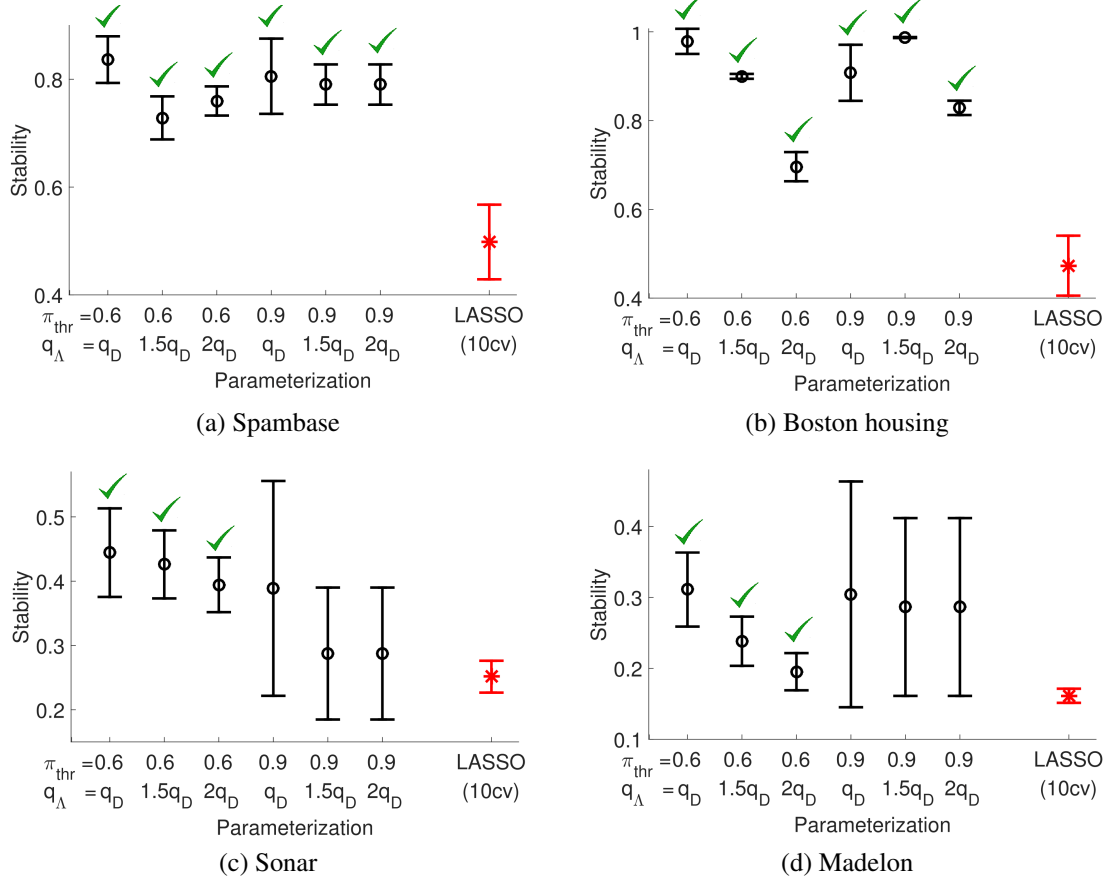 Stability
0.8
0.6
0.4
π_thr =0.6 0.6 0.6 0.9 0.9 0.9 LASSO
q_Λ = q_D 1.5q_D 2q_D q_D 1.5q_D 2q_D (10cv)
Parameterization
(a) Spambase
Stability
1
0.8
0.6
0.4
π_thr =0.6 0.6 0.6 0.9 0.9 0.9 LASSO
q_Λ = q_D 1.5q_D 2q_D q_D 1.5q_D 2q_D (10cv)
Parameterization
(b) Boston housing
Stability
0.5
0.4
0.3
0.2
π_thr =0.6 0.6 0.6 0.9 0.9 0.9 LASSO
q_Λ = q_D 1.5q_D 2q_D q_D 1.5q_D 2q_D (10cv)
Parameterization
(c) Sonar
Stability
0.4
0.3
0.2
0.1
π_thr =0.6 0.6 0.6 0.9 0.9 0.9 LASSO
q_Λ = q_D 1.5q_D 2q_D q_D 1.5q_D 2q_D (10cv)
Parameterization
(d) Madelon